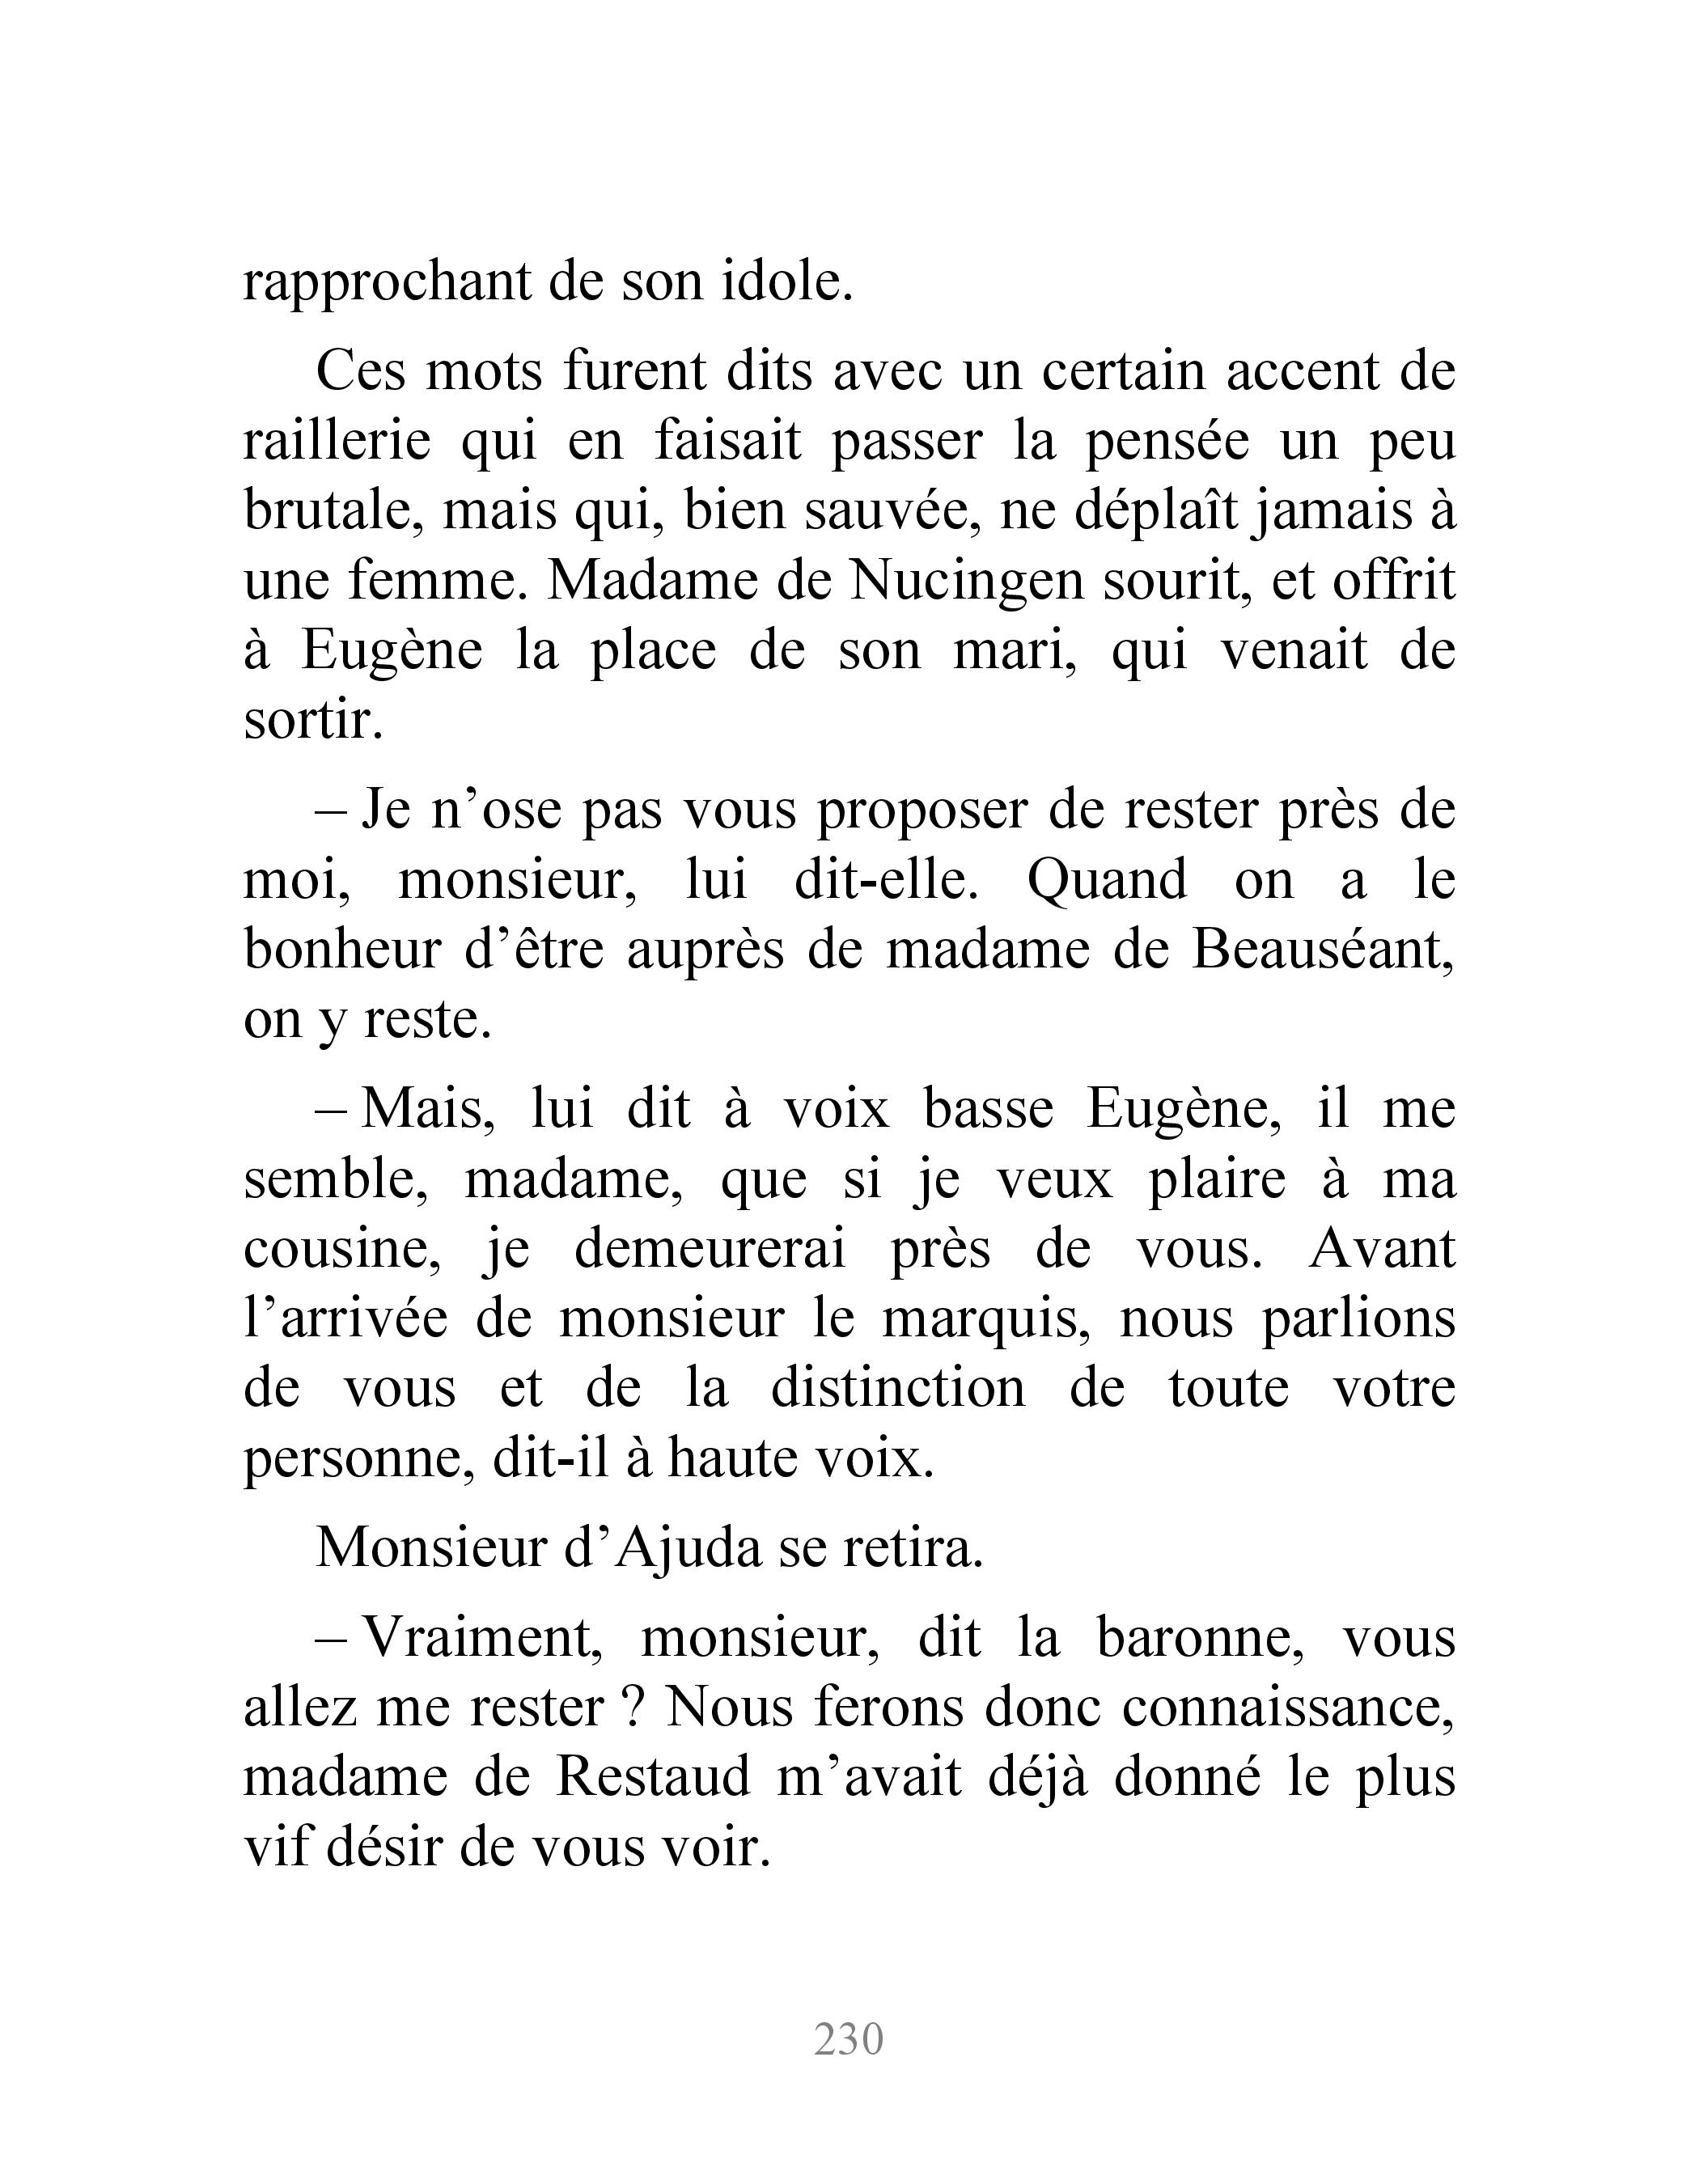 rapprochant de son idole.
Ces mots furent dits avec un certain accent de
raillerie qui en faisait passer la pensée un peu
brutale, mais qui, bien sauvée, ne déplaît jamais à
une femme. Madame de Nucingen sourit, et offrit
à Eugène la place de son mari, qui venait de
sortir.
– Je n’ose pas vous proposer de rester près de
moi, monsieur, lui dit-elle. Quand on a le
bonheur d’être auprès de madame de Beauséant,
on y reste.
– Mais, lui dit à voix basse Eugène, il me
semble, madame, que si je veux plaire à ma
cousine, je demeurerai près de vous. Avant
l’arrivée de monsieur le marquis, nous parlions
de vous et de la distinction de toute votre
personne, dit-il à haute voix.
Monsieur d’Ajuda se retira.
– Vraiment, monsieur, dit la baronne, vous
allez me rester ? Nous ferons donc connaissance,
madame de Restaud m’avait déjà donné le plus
vif désir de vous voir.
230